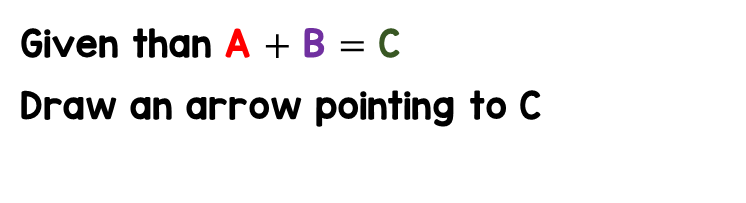 Given than A + B = C
Draw an arrow pointing to C